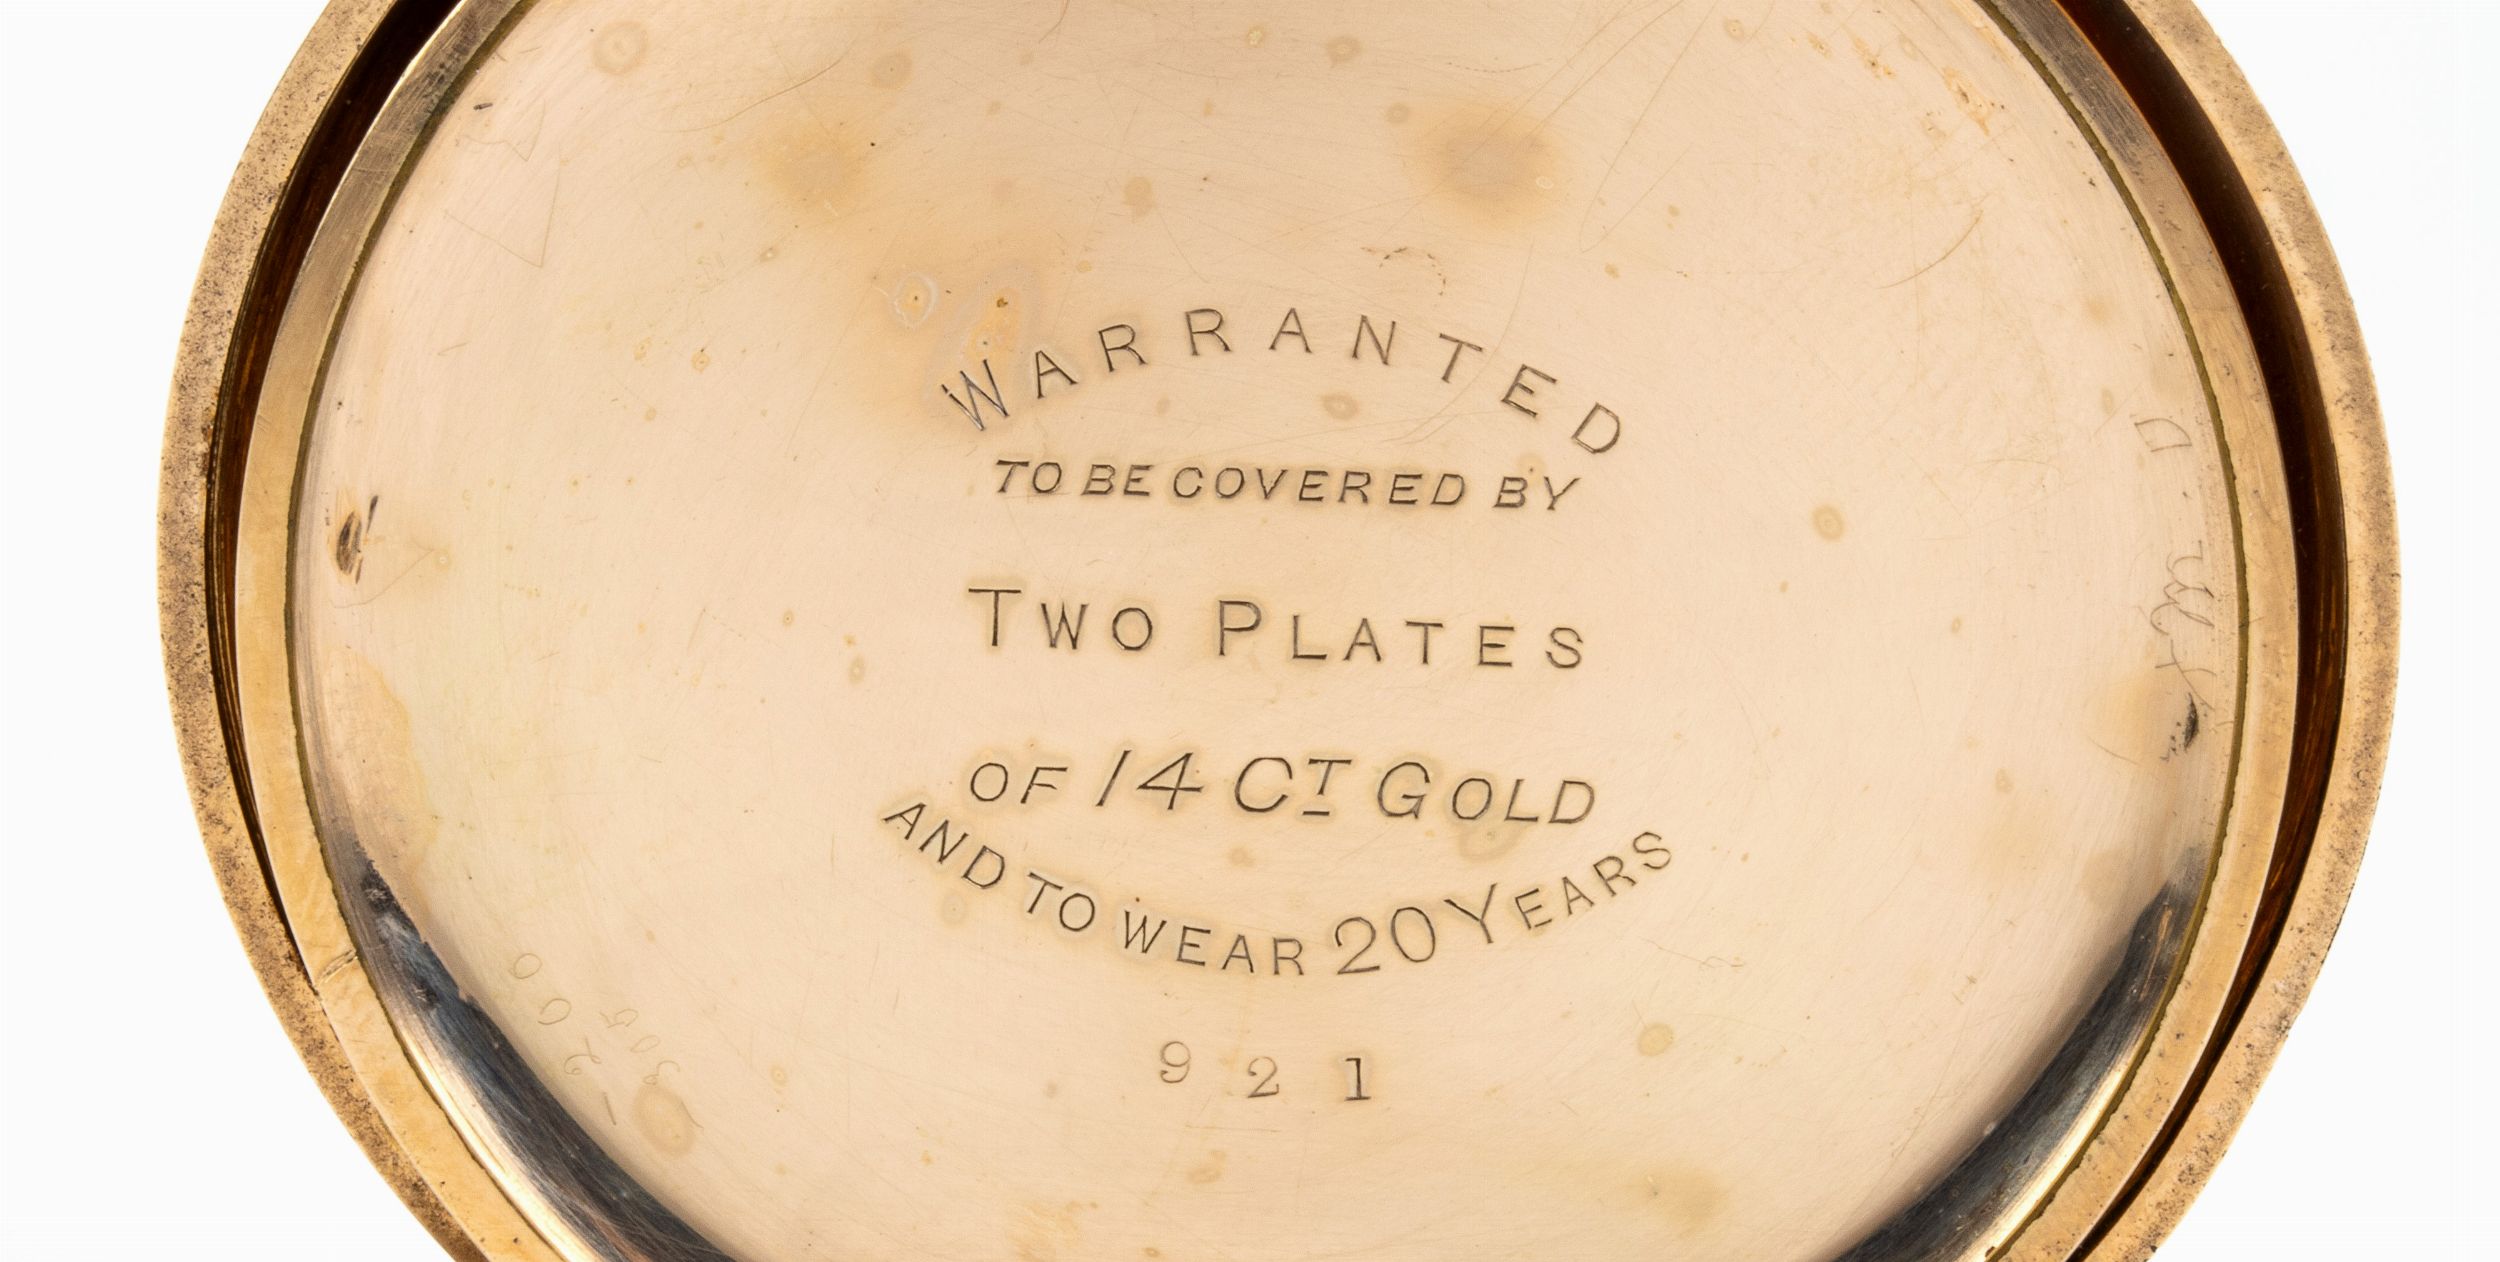 WARRANTED
TO BE COVERED BY
TWO PLATES
OF 14 CT GOLD
AND TO WEAR 20 YEARS
921